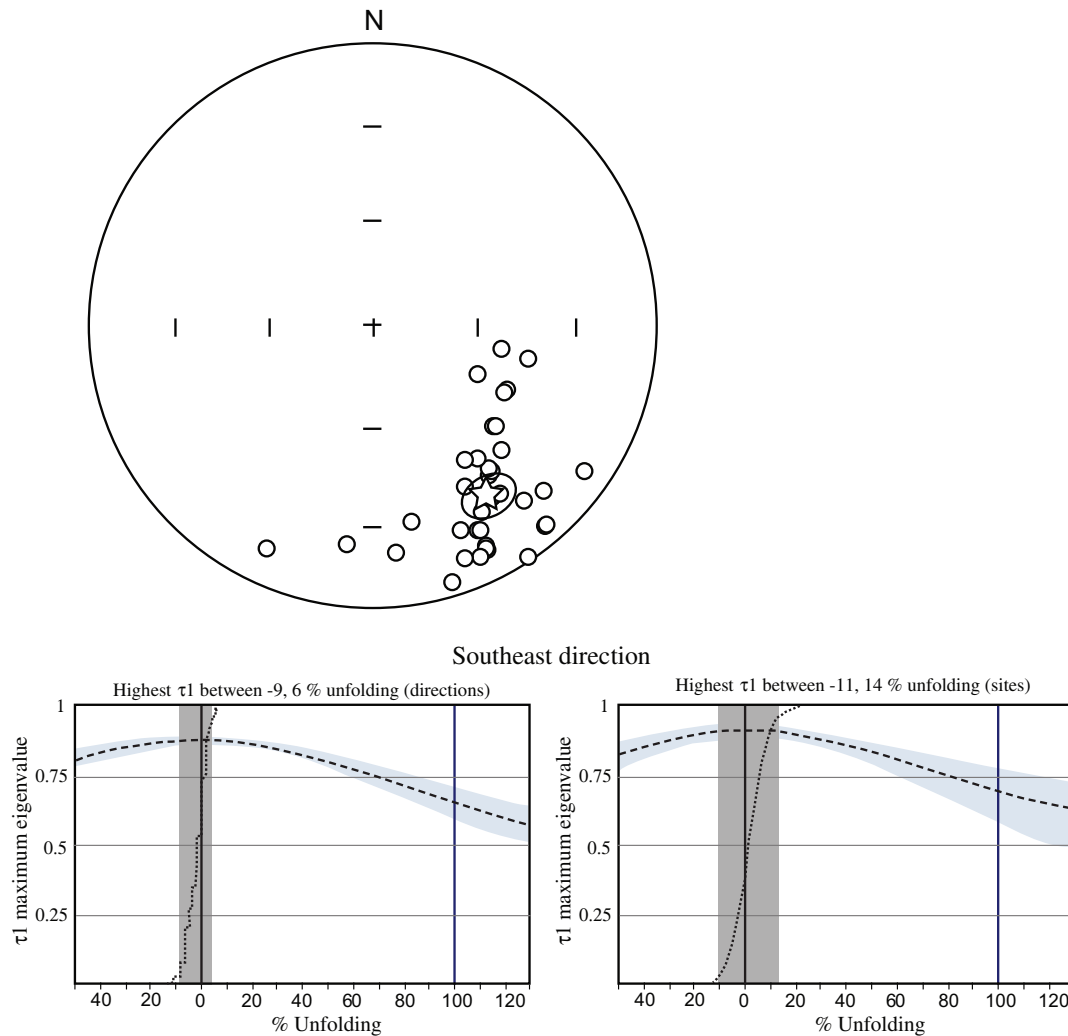 N
Southeast direction
Highest τ1 between -9, 6 % unfolding (directions)
τ1 maximum eigenvalue
1
0.75
0.5
0.25
40 20 0 20 40 60 80 100 120
% Unfolding
Highest τ1 between -11, 14 % unfolding (sites)
τ1 maximum eigenvalue
1
0.75
0.5
0.25
40 20 0 20 40 60 80 100 120
% Unfolding